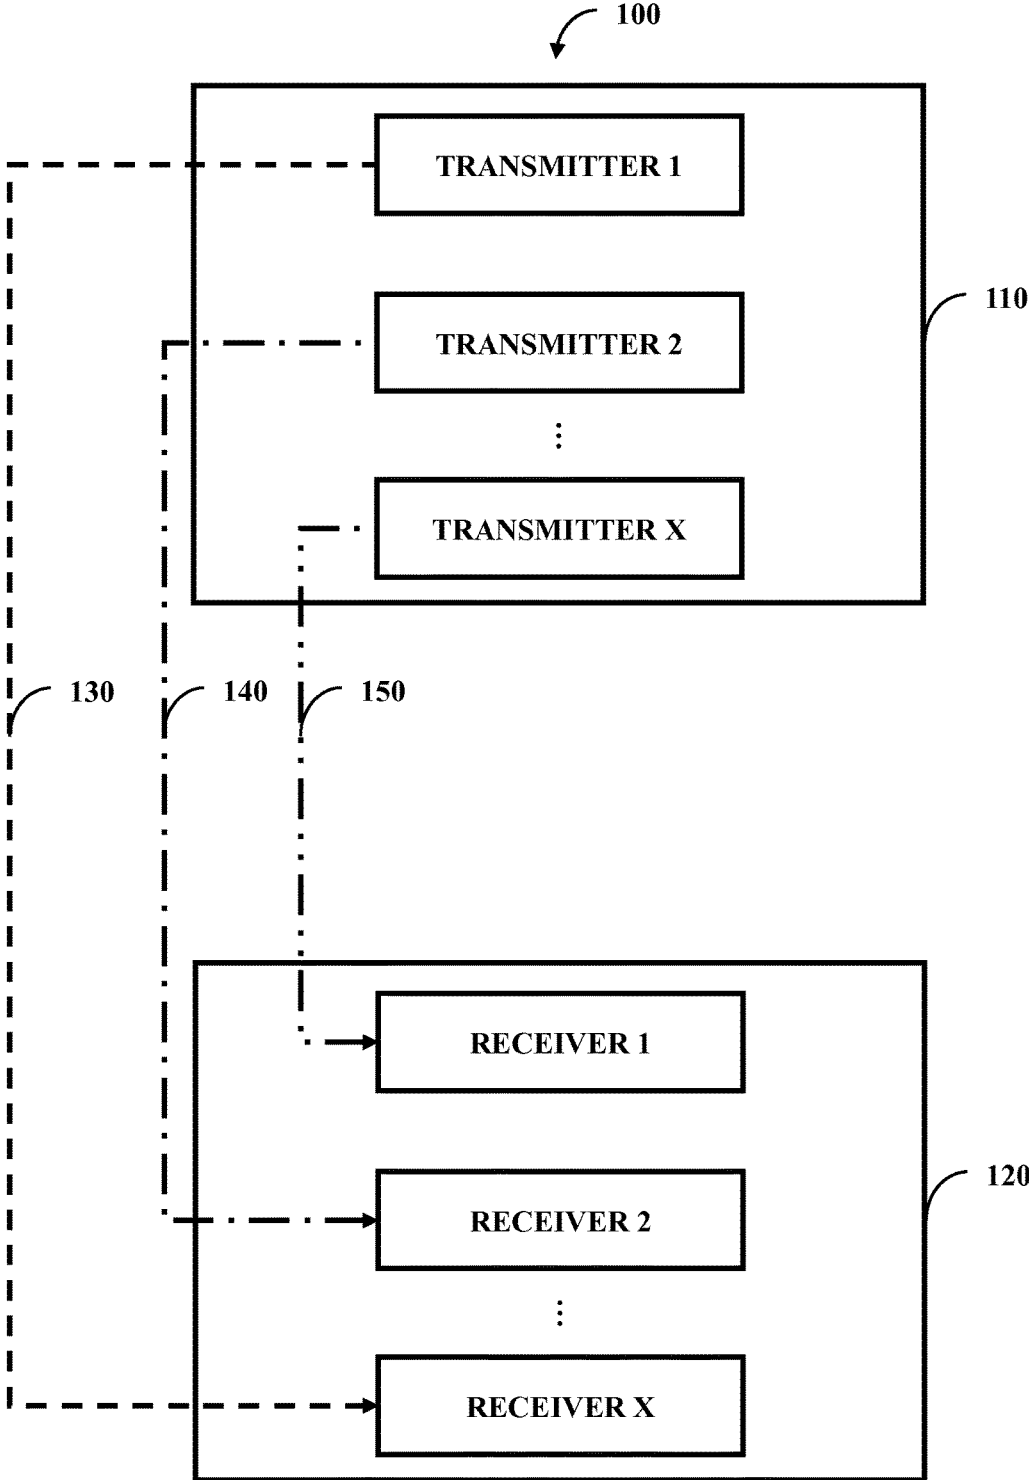 100
TRANSMITTER 1
110
TRANSMITTER 2
TRANSMITTER X
130
140
150
RECEIVER 1
120
RECEIVER 2
RECEIVER X